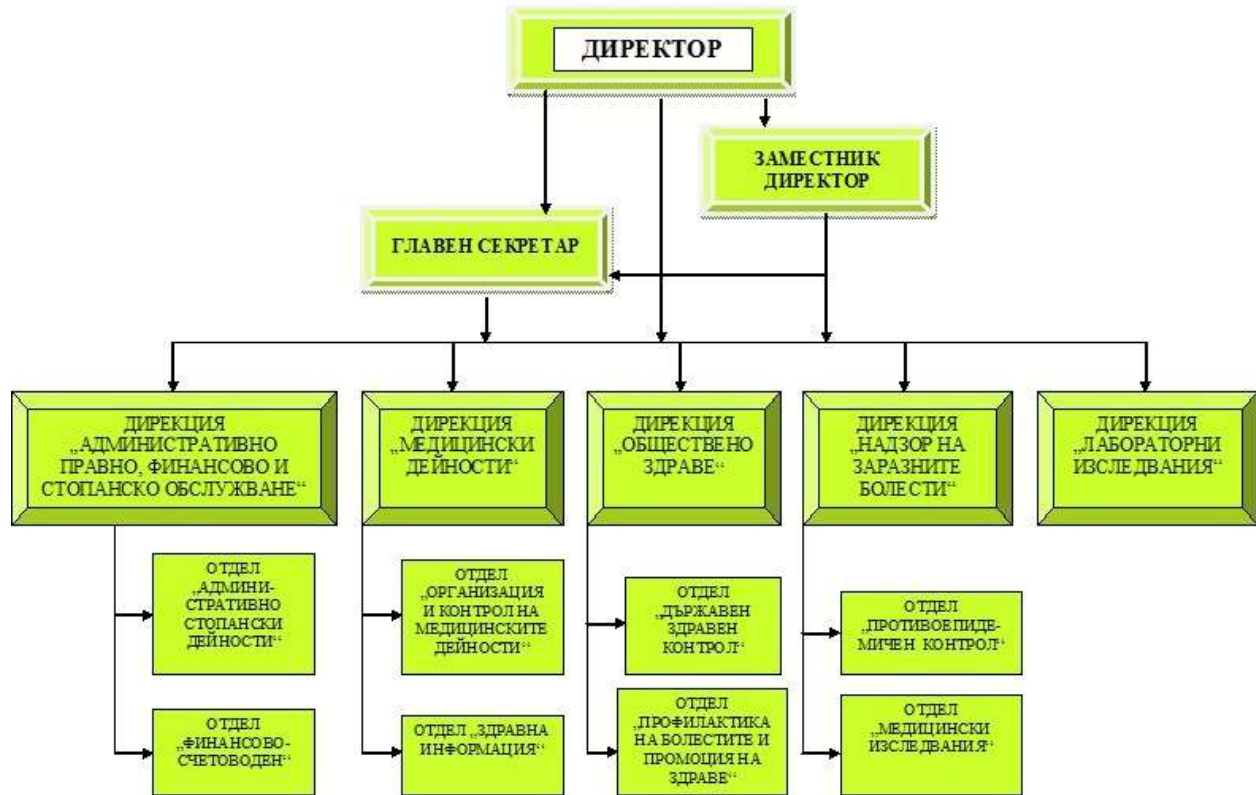 ДИРЕКТОР
ЗАМЕСТНИК
ДИРЕКТОР
ГЛАВЕН СЕКРЕТАР
ДИРЕКЦИЯ
„АДМИНИСТРАТИВНО
ПРАВНО, ФИНАНСОВО И
СТОПАНСКО ОБСЛУЖВАНЕ“
ДИРЕКЦИЯ
„МЕДИЦИНСКИ
ДЕЙНОСТИ“
ДИРЕКЦИЯ
„ОБЩЕСТВЕНО
ЗДРАВЕ“
ДИРЕКЦИЯ
„НАДЗОР НА
ЗАРАЗНИТЕ
БОЛЕСТИ“
ДИРЕКЦИЯ
„ЛАБОРАТОРНИ
ИЗСЛЕДВАНИЯ“
ОТДЕЛ
„АДМИНИ-
СТРАТИВНО
СТОПАНСКИ
ДЕЙНОСТИ“
ОТДЕЛ
„ОРГАНИЗАЦИЯ
И КОНТРОЛ НА
МЕДИЦИНСКИТЕ
ДЕЙНОСТИ“
ОТДЕЛ
„ДЪРЖАВЕН
ЗДРАВЕН
КОНТРОЛ“
ОТДЕЛ
„ПРОТИВОЕПИДЕ-
МИЧЕН КОНТРОЛ“
ОТДЕЛ
„ФИНАНСОВО-
СЧЕТОВОДЕН“
ОТДЕЛ „ЗДРАВНА
ИНФОРМАЦИЯ“
ОТДЕЛ
„ПРОФИЛАКТИКА
НА БОЛЕСТИТЕ И
ПРОМОЦИЯ НА
ЗДРАВЕ“
ОТДЕЛ
„МЕДИЦИНСКИ
ИЗСЛЕДВАНИЯ“